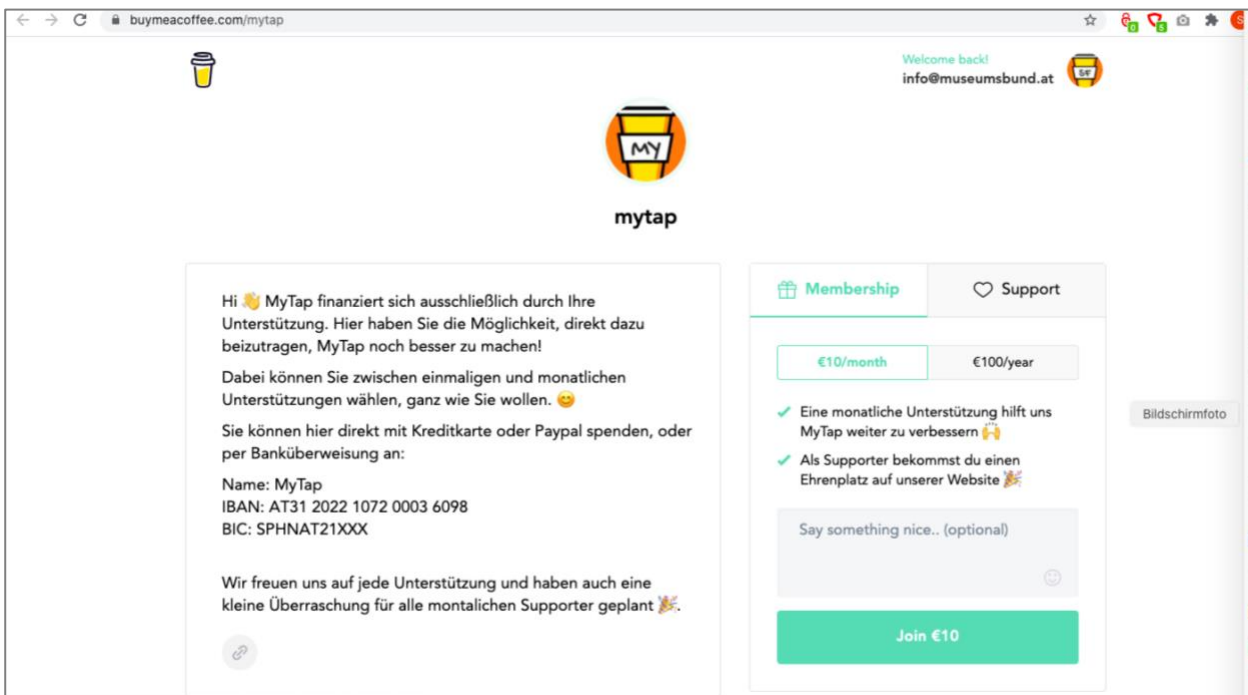 buymeacoffee.com/mytap
Welcome back!
info@museumsbund.at
SF
MY
mytap
Hi 👋 MyTap finanziert sich ausschließlich durch Ihre
Unterstützung. Hier haben Sie die Möglichkeit, direkt dazu
beizutragen, MyTap noch besser zu machen!
Dabei können Sie zwischen einmaligen und monatlichen
Unterstützungen wählen, ganz wie Sie wollen. 😊
Sie können hier direkt mit Kreditkarte oder Paypal spenden, oder
per Banküberweisung an:
Name: MyTap
IBAN: AT31 2022 1072 0003 6098
BIC: SPHNAT21XXX
Wir freuen uns auf jede Unterstützung und haben auch eine
kleine Überraschung für alle montalichen Supporter geplant 🎉.
Membership
Support
€10/month
€100/year
Eine monatliche Unterstützung hilft uns
MyTap weiter zu verbessern 🙌
Als Supporter bekommst du einen
Ehrenplatz auf unserer Website 🎉
Say something nice.. (optional)
Join €10
Bildschirmfoto